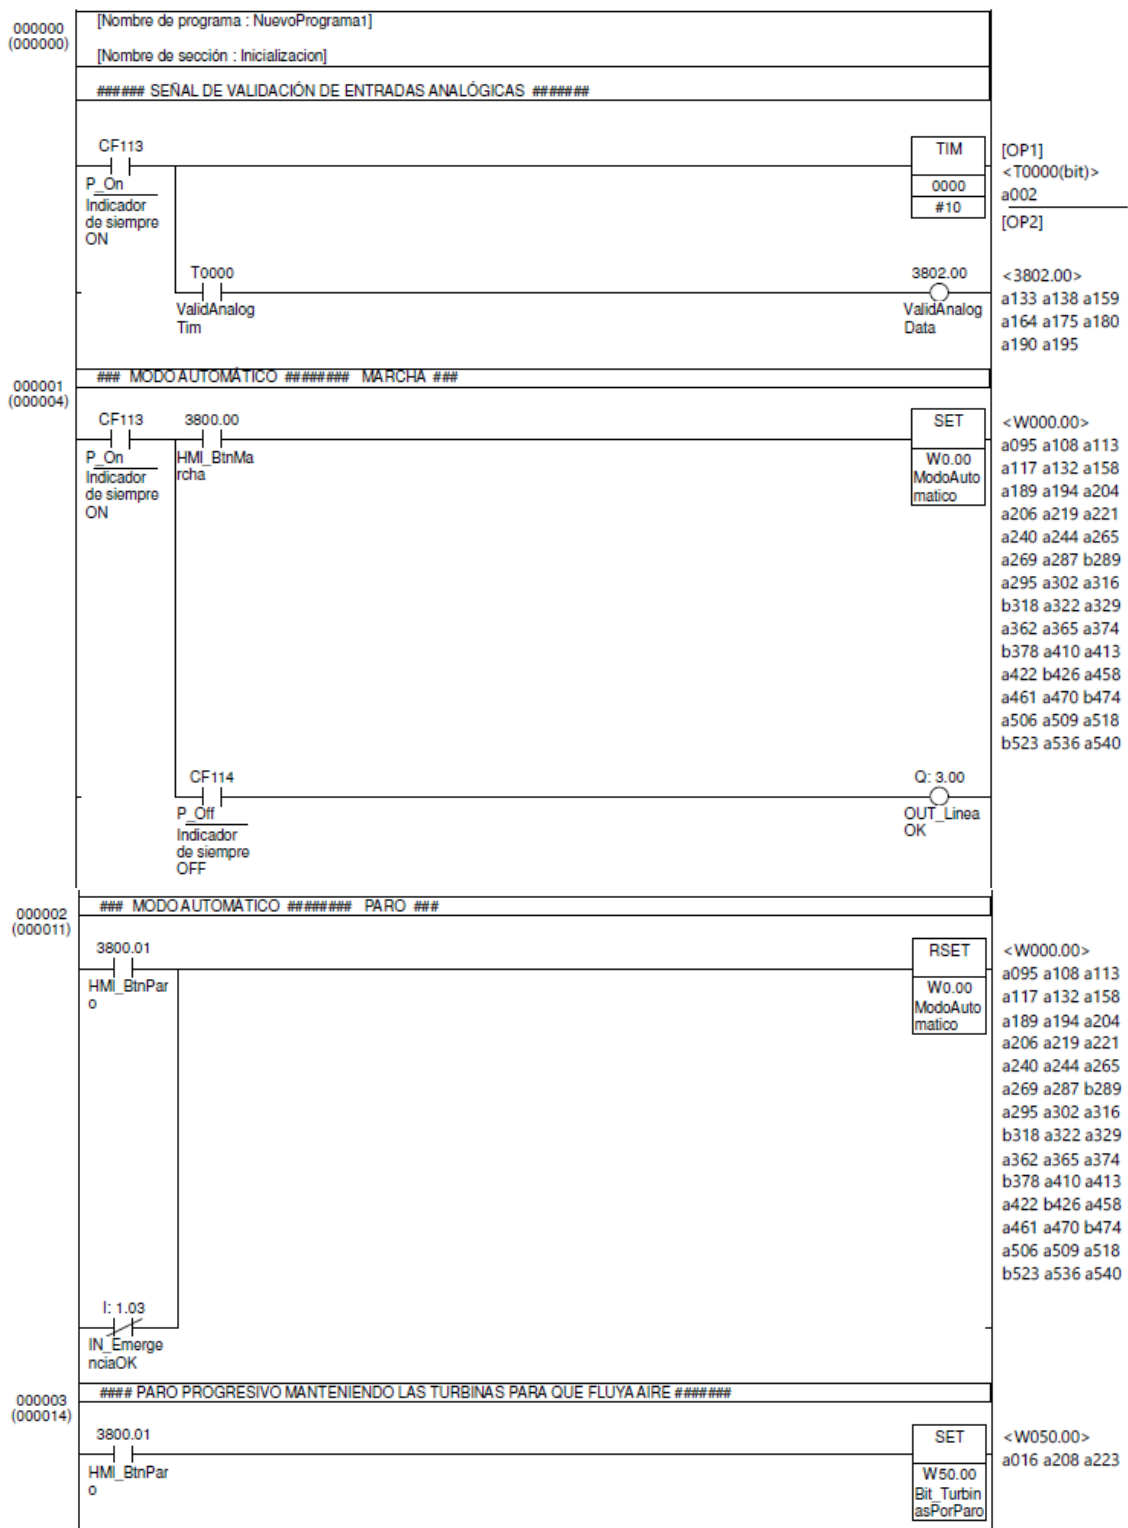 000000
(000000)
[Nombre de programa : NuevoPrograma1]
[Nombre de sección : Inicializacion]
###### SEÑAL DE VALIDACIÓN DE ENTRADAS ANALÓGICAS #######
CF113
P_On
Indicador
de siempre
ON
TIM
0000
#10
[OP1]
<T0000(bit)>
a002
[OP2]
T0000
ValidAnalog
Tim
3802.00
ValidAnalog
Data
<3802.00>
a133 a138 a159
a164 a175 a180
a190 a195
000001
(000004)
### MODO AUTOMÁTICO ######## MARCHA ###
CF113
P_On
Indicador
de siempre
ON
3800.00
HMI_BtnMa
rcha
SET
W0.00
ModoAuto
matico
<W000.00>
a095 a108 a113
a117 a132 a158
a189 a194 a204
a206 a219 a221
a240 a244 a265
a269 a287 b289
a295 a302 a316
b318 a322 a329
a362 a365 a374
b378 a410 a413
a422 b426 a458
a461 a470 b474
a506 a509 a518
b523 a536 a540
CF114
P_Off
Indicador
de siempre
OFF
Q: 3.00
OUT_Linea
OK
000002
(000011)
### MODO AUTOMÁTICO ######## PARO ###
3800.01
HMI_BtnPar
o
RSET
W0.00
ModoAuto
matico
<W000.00>
a095 a108 a113
a117 a132 a158
a189 a194 a204
a206 a219 a221
a240 a244 a265
a269 a287 b289
a295 a302 a316
b318 a322 a329
a362 a365 a374
b378 a410 a413
a422 b426 a458
a461 a470 b474
a506 a509 a518
b523 a536 a540
I: 1.03
IN_Emerge
nciaOK
000003
(000014)
#### PARO PROGRESIVO MANTENIENDO LAS TURBINAS PARA QUE FLUYA AIRE #######
3800.01
HMI_BtnPar
o
SET
W50.00
Bit_Turbin
asPorParo
<W050.00>
a016 a208 a223